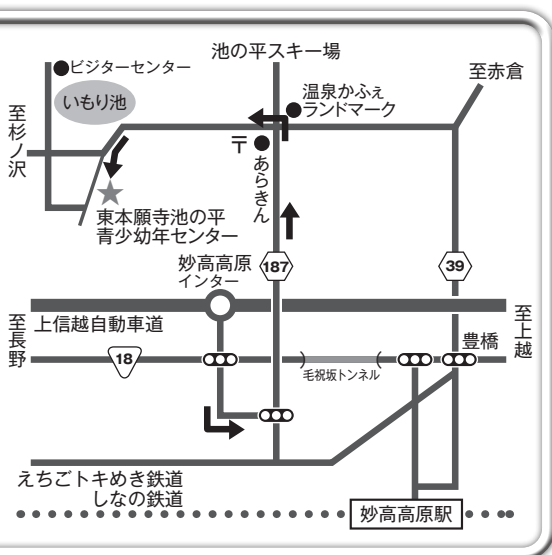 池の平スキー場
ビジターセンター
至赤倉
いもり池
温泉かふぇ
ランドマーク
至杉ノ沢
〒
あらきん
東本願寺池の平
青少幼年センター
妙高高原
インター
187
39
上信越自動車道
至長野
至上越
豊橋
18
毛祝坂トンネル
えちごトキめき鉄道
しなの鉄道
妙高高原駅